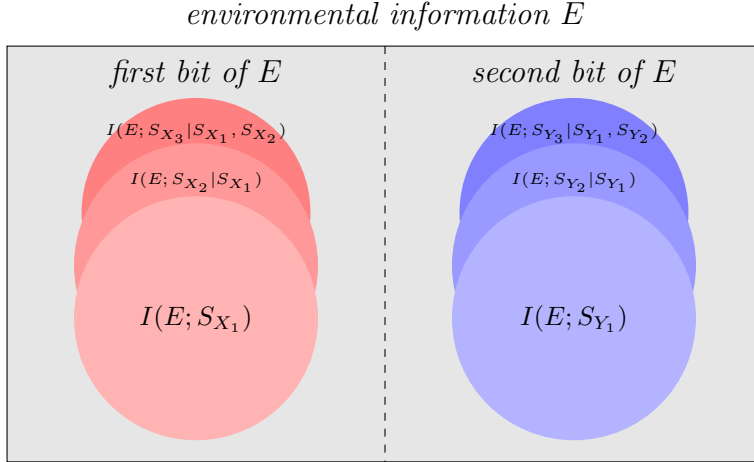 environmental information E
first bit of E
second bit of E
I(E; S_{X_3}|S_{X_1}, S_{X_2})
I(E; S_{Y_3}|S_{Y_1}, S_{Y_2})
I(E; S_{X_2}|S_{X_1})
I(E; S_{Y_2}|S_{Y_1})
I(E; S_{X_1})
I(E; S_{Y_1})